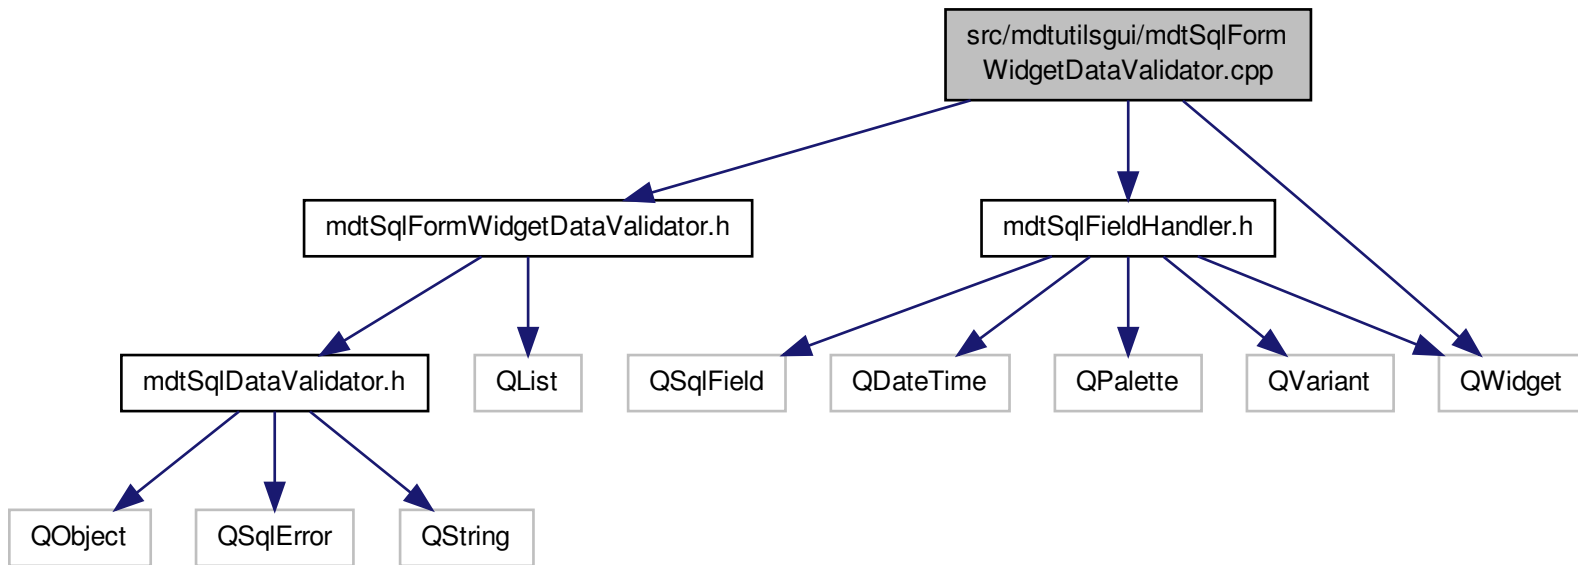 src/mdtutilsgui/mdtSqlForm
WidgetDataValidator.cpp
mdtSqlFormWidgetDataValidator.h
mdtSqlFieldHandler.h
mdtSqlDataValidator.h
QList
QSqlField
QDateTime
QPalette
QVariant
QWidget
QObject
QSqlError
QString